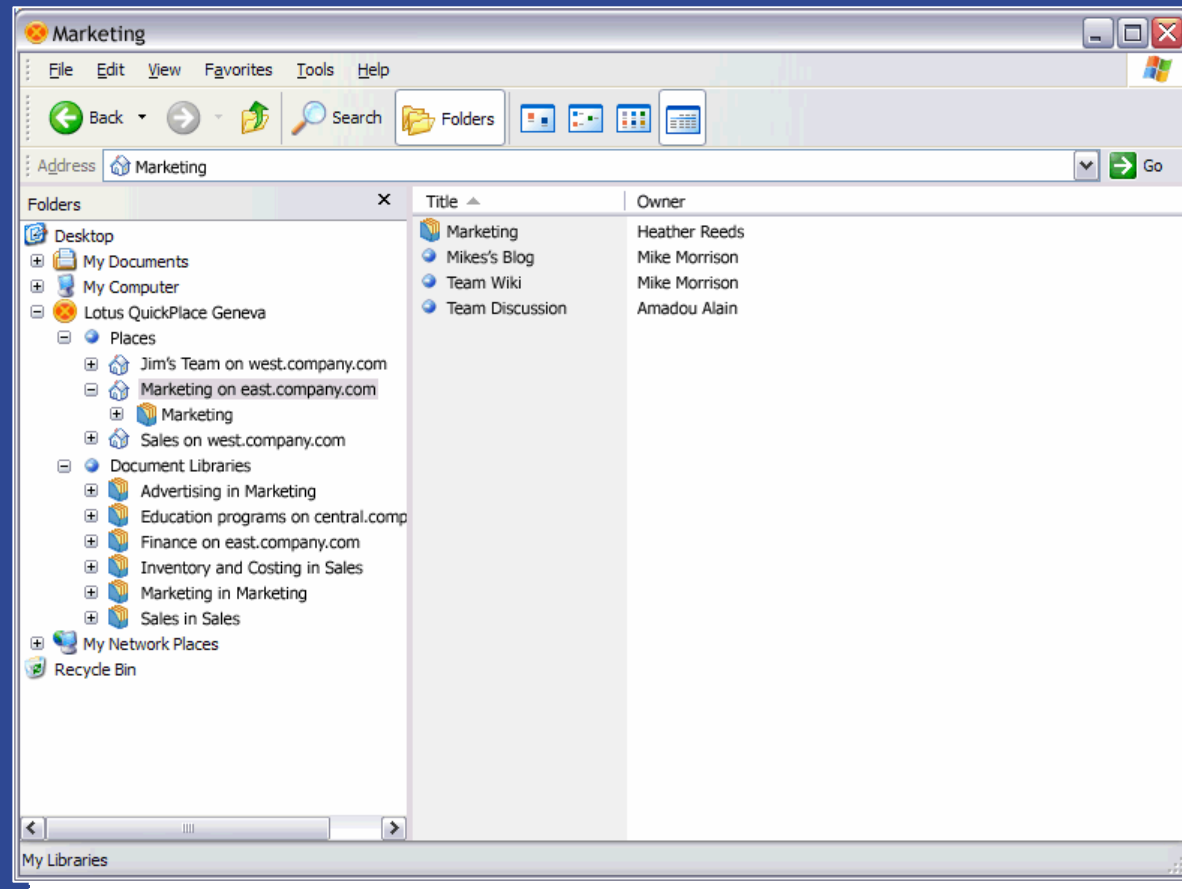 Marketing
File Edit View Favorites Tools Help
Back Search Folders
Address Marketing Go
Folders
Title Owner
Desktop
My Documents
My Computer
Lotus QuickPlace Geneva
Places
Jim's Team on west.company.com
Marketing on east.company.com
Marketing
Sales on west.company.com
Document Libraries
Advertising in Marketing
Education programs on central.comp
Finance on east.company.com
Inventory and Costing in Sales
Marketing in Marketing
Sales in Sales
My Network Places
Recycle Bin
Marketing Heather Reeds
Mikes's Blog Mike Morrison
Team Wiki Mike Morrison
Team Discussion Amadou Alain
My Libraries